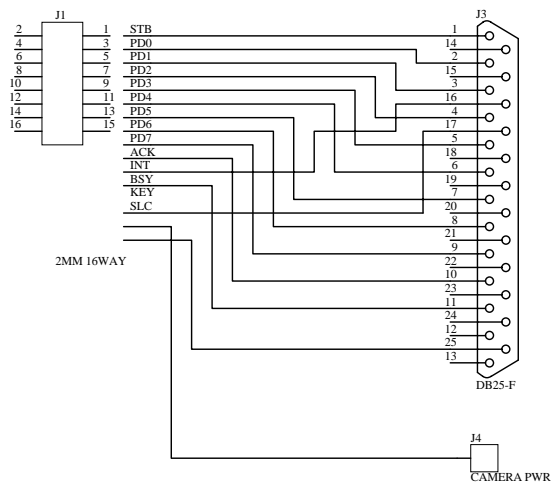 J1
J3
2 1 STB 1
14
4 3 PD0 2
6 5 PD1 15
8 7 PD2 3
10 9 PD3 16
12 11 PD4 4
14 13 PD5 17
16 15 PD6 5
PD7 18
ACK 6
INT 19
BSY 7
KEY 20
SLC 8
21
9
2MM 16WAY 22
10
23
11
24
12
25
13
DB25-F
J4
CAMERA PWR